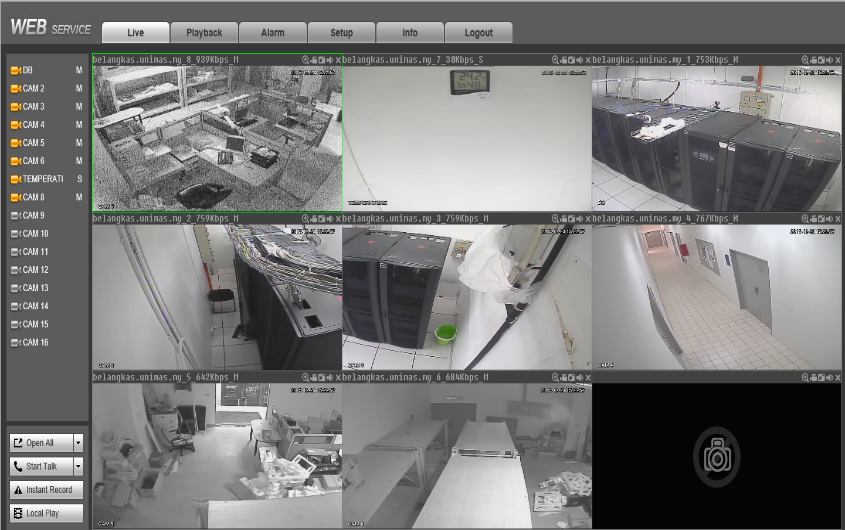 WEB SERVICE
Live
Playback
Alarm
Setup
Info
Logout
DB M
CAM 2 M
CAM 3 M
CAM 4 M
CAM 5 M
CAM 6 M
TEMPERATI S
CAM 8 M
CAM 9
CAM 10
CAM 11
CAM 12
CAM 13
CAM 14
CAM 15
CAM 16
Open All
Start Talk
Instant Record
Local Play
belangkas.unimas.my_8_939Kbps_M
belangkas.unimas.my_7_38Kbps_S
belangkas.unimas.my_1_753Kbps_M
belangkas.unimas.my_2_759Kbps_M
belangkas.unimas.my_3_759Kbps_M
belangkas.unimas.my_4_767Kbps_M
belangkas.unimas.my_5_642Kbps_M
belangkas.unimas.my_6_684Kbps_M